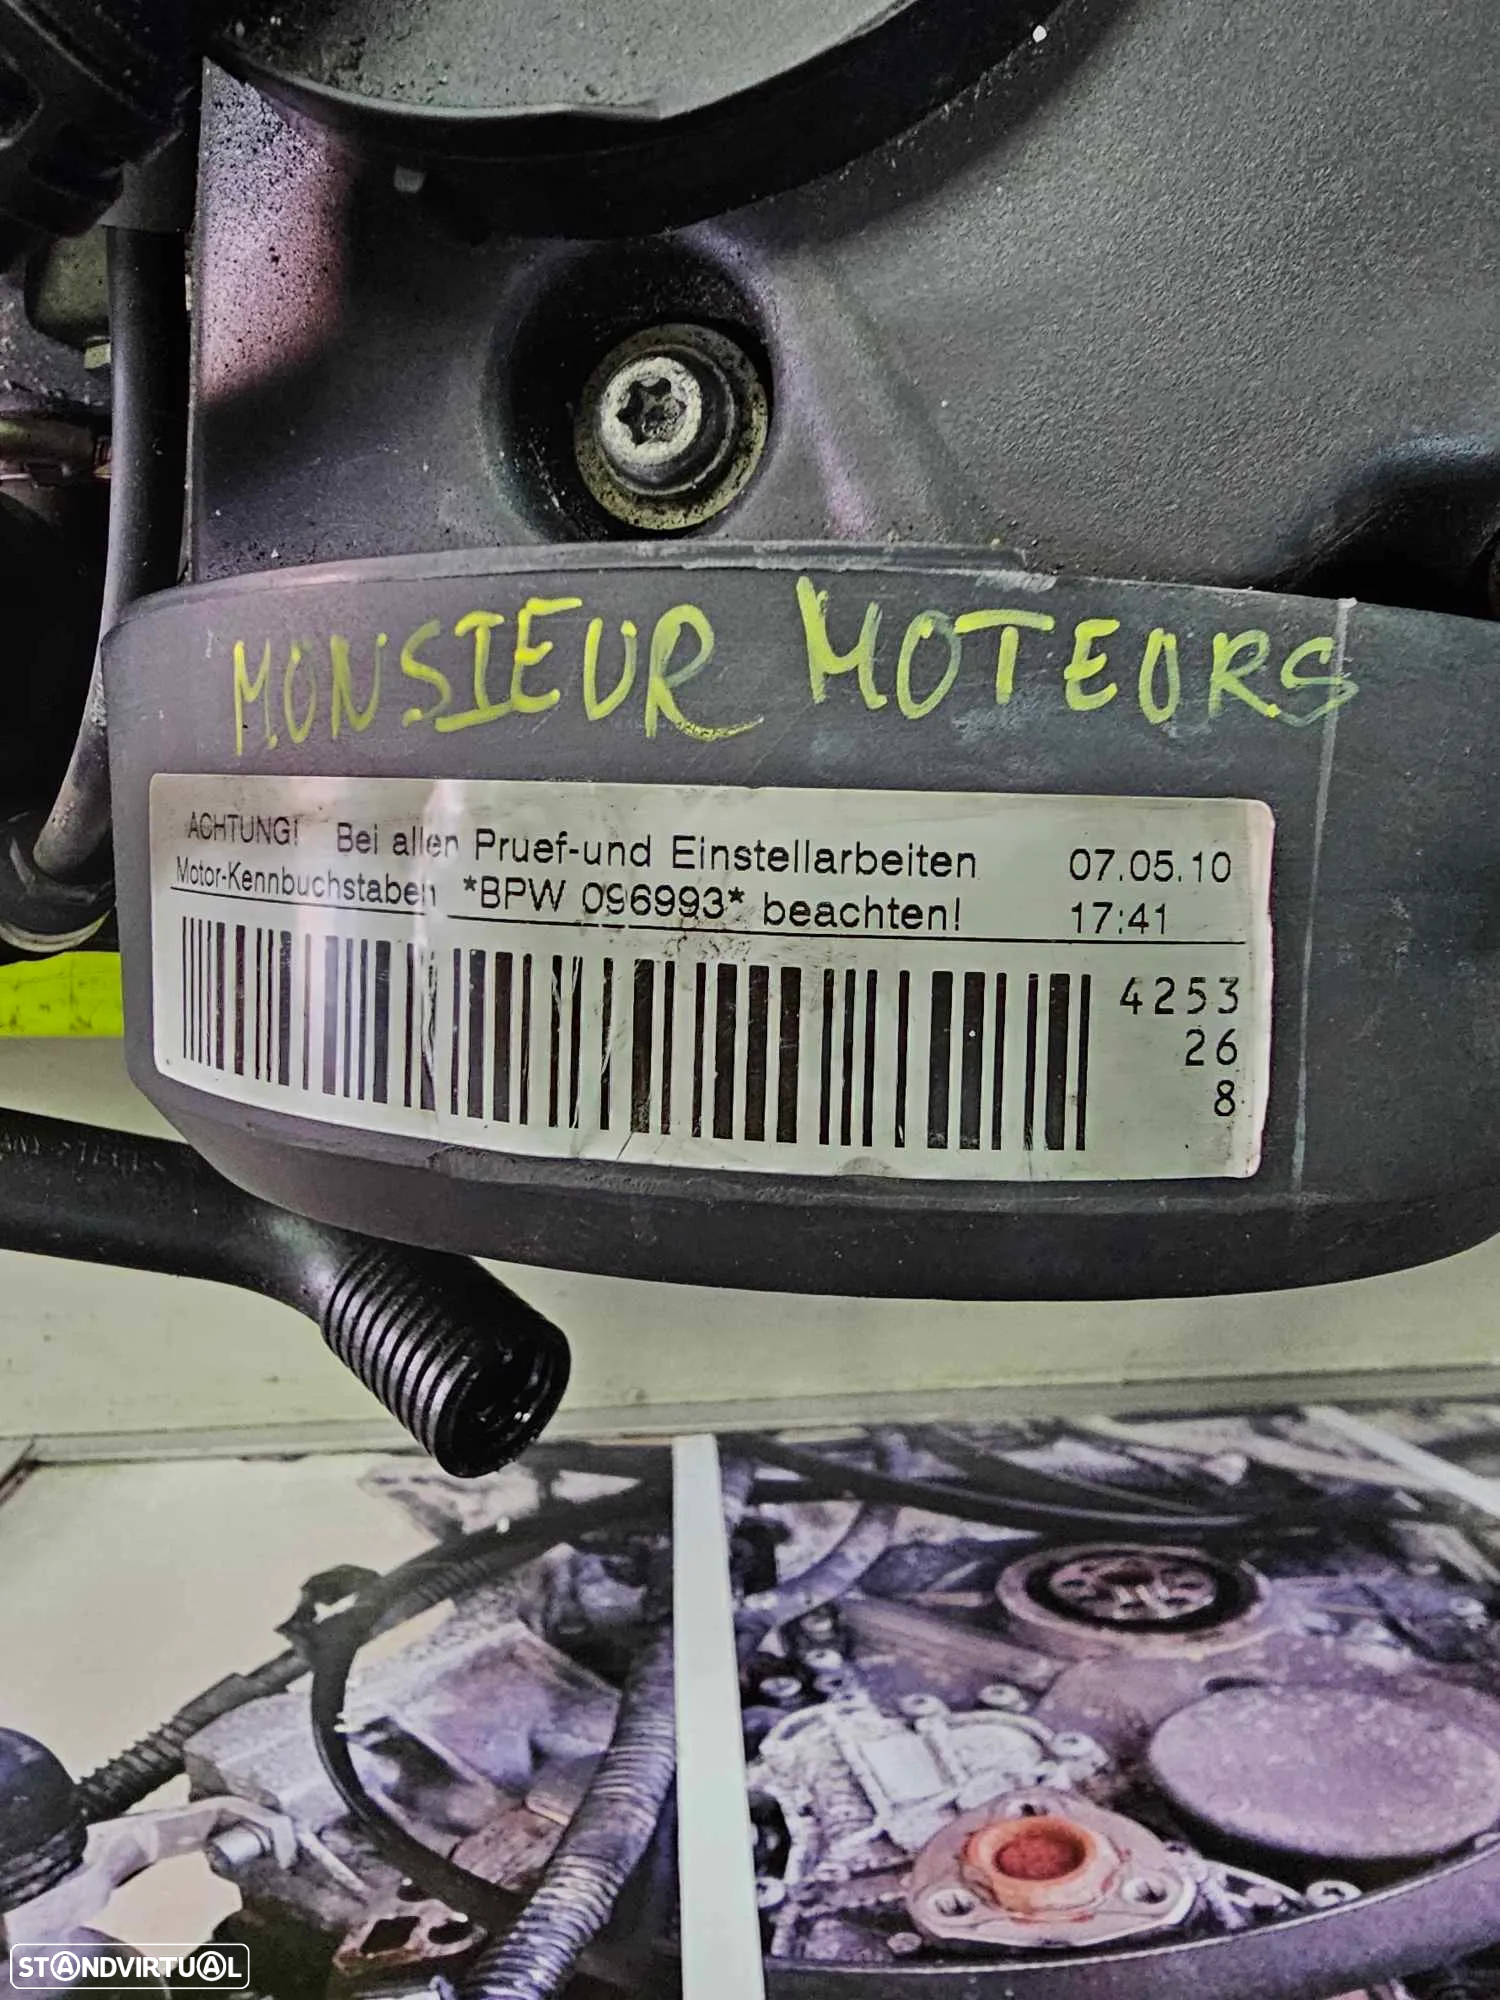 MONSIEUR MOTEURS
ACHTUNG! Bei allen Pruef-und Einstellarbeiten 07.05.10
Motor-Kennbuchstaben *BPW 096993* beachten! 17:41
4253
26
8
STANDVIRTUAL